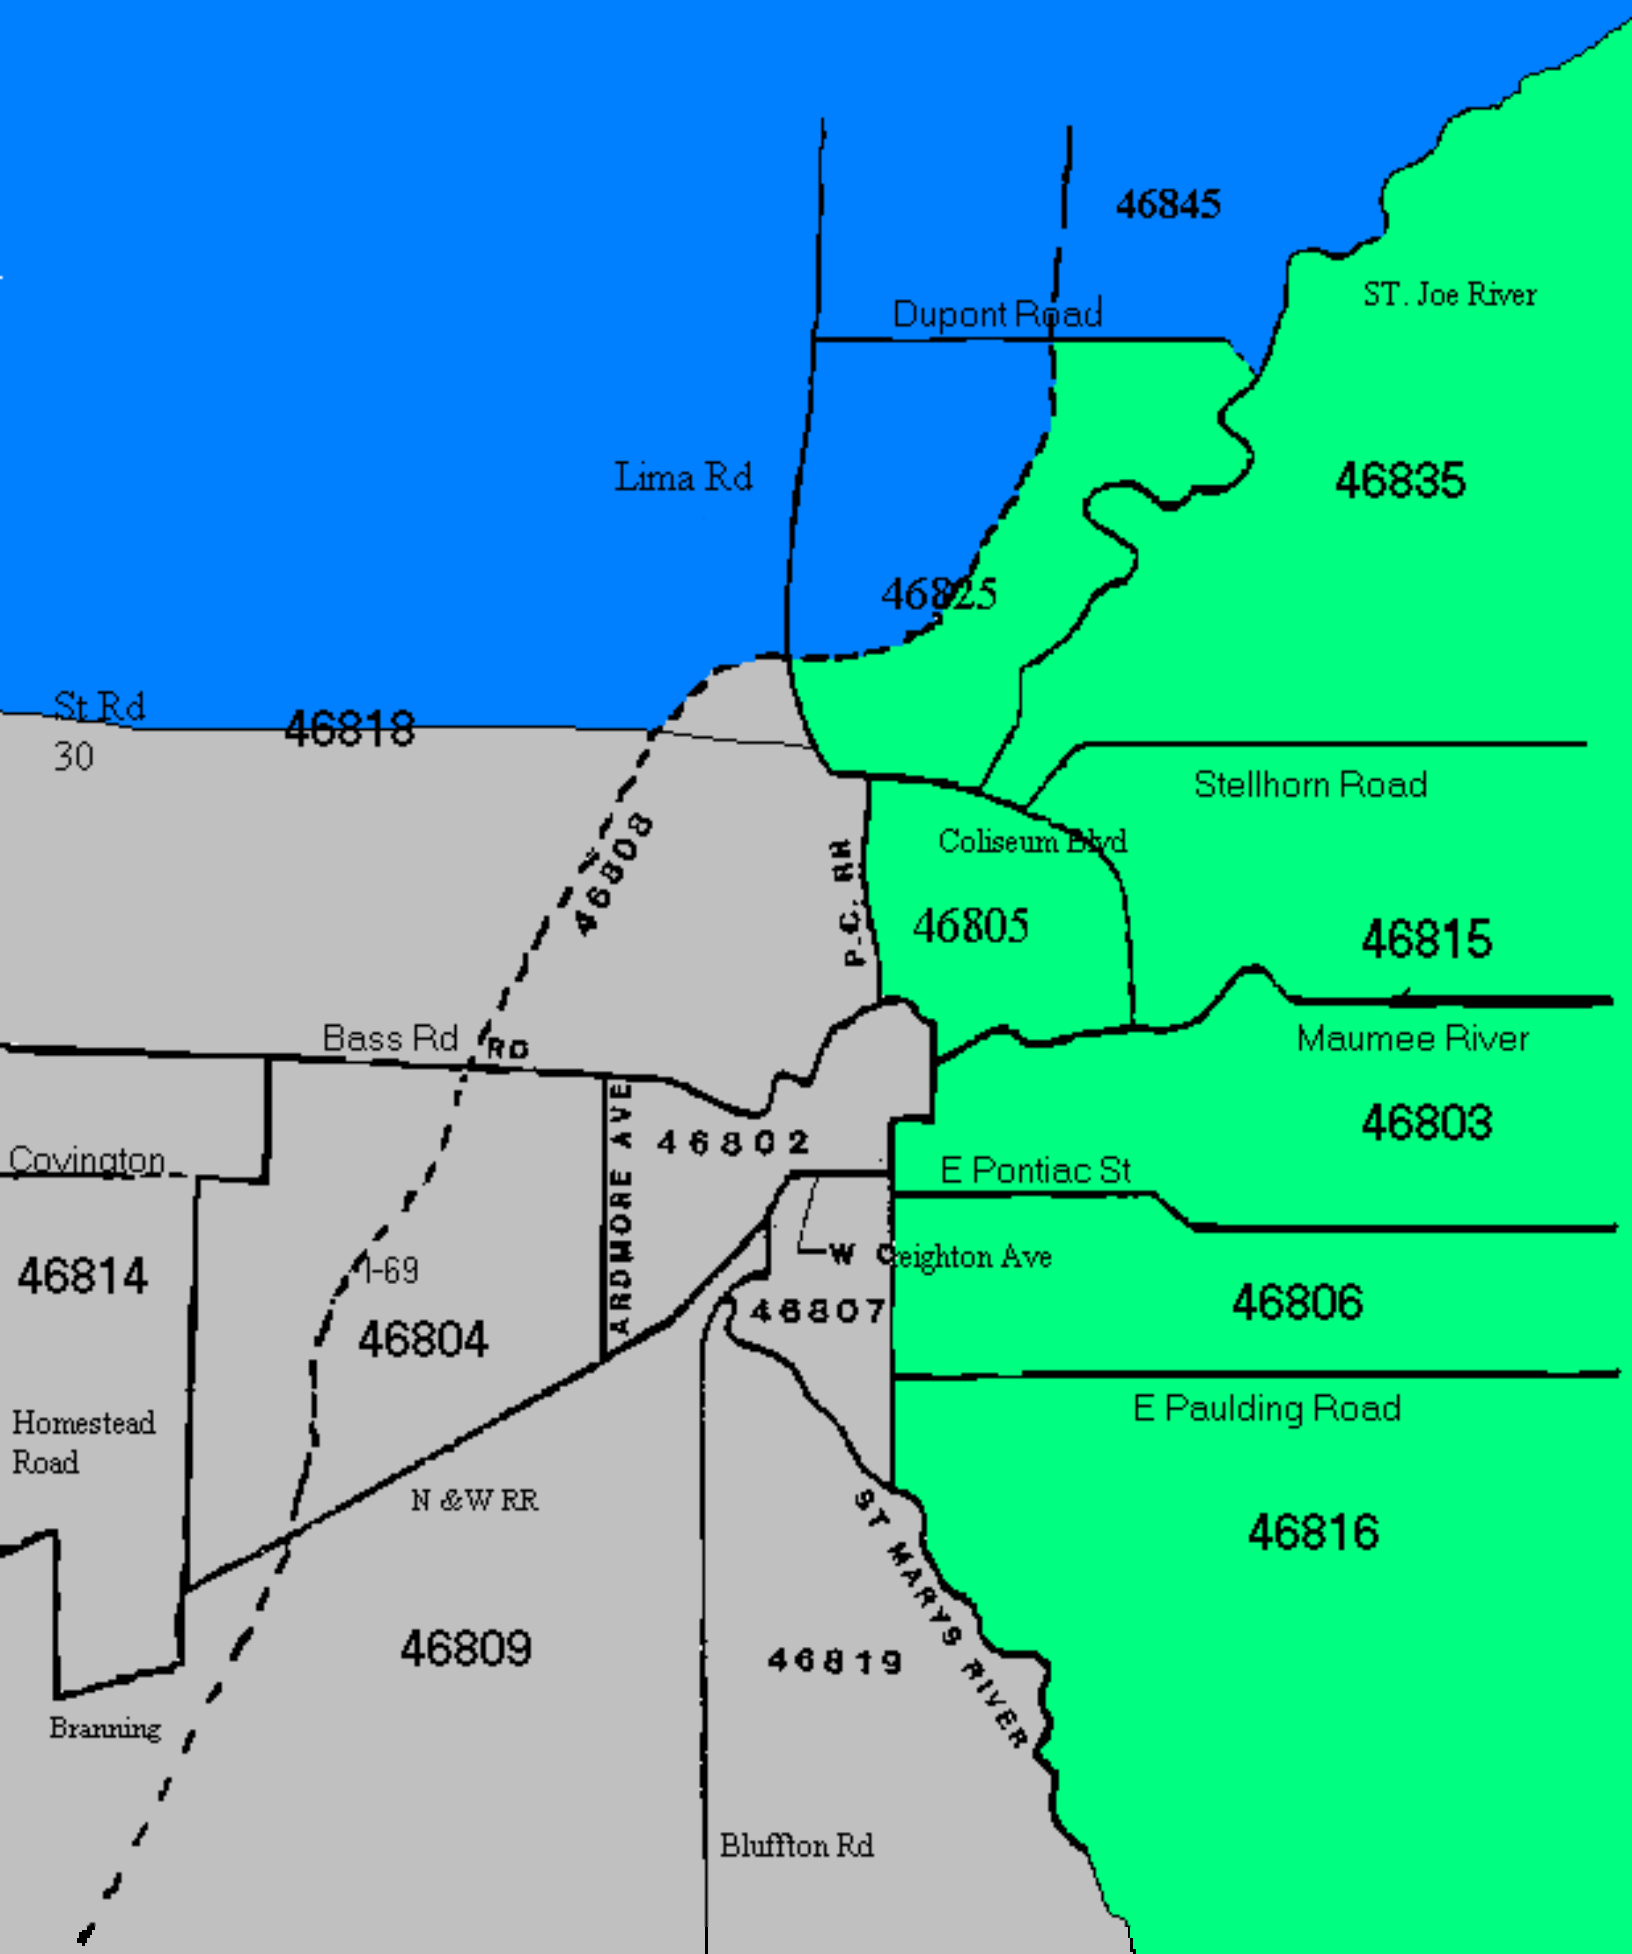 46845
ST. Joe River
Dupont Road
Lima Rd
46835
46825
St Rd
30
46818
Stellhorn Road
46808
P.C. RR
Coliseum Blvd
46805
46815
Bass Rd
RD
Maumee River
ARDMORE AVE
46802
46803
Covington
E Pontiac St
W Creighton Ave
46814
I-69
46804
46807
46806
E Paulding Road
Homestead
Road
N &W RR
ST MARYS RIVER
46816
46809
46819
Branning
Bluffton Rd